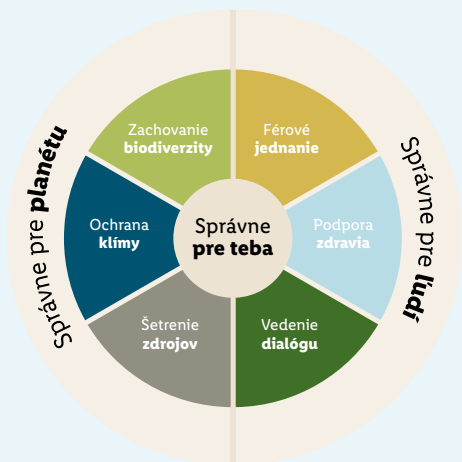 Správne pre planétu
Zachovanie
biodiverzity
Férové
jednanie
Ochrana
klímy
Správne
pre teba
Podpora
zdravia
Šetrenie
zdrojov
Vedenie
dialógu
Správne pre ľudí